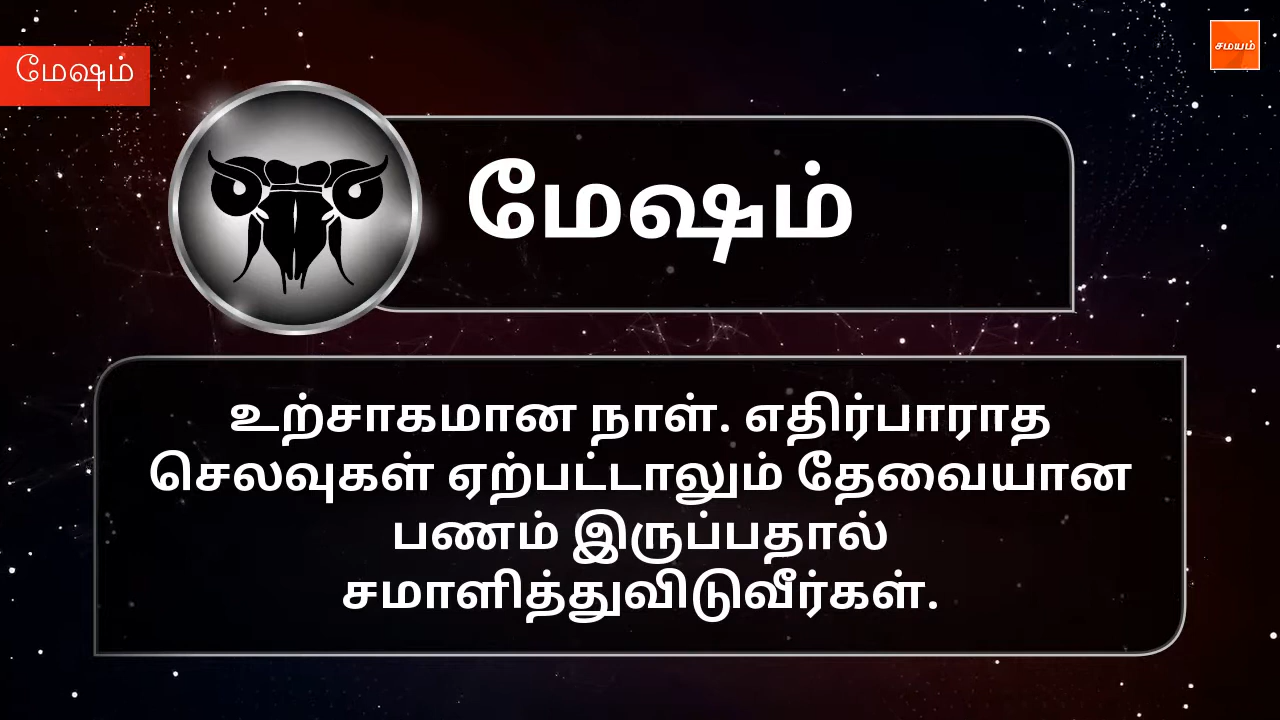 மேஷம்
சமயம்
மேஷம்
உற்சாகமான நாள். எதிர்பாராத
செலவுகள் ஏற்பட்டாலும் தேவையான
பணம் இருப்பதால்
சமாளித்துவிடுவீர்கள்.